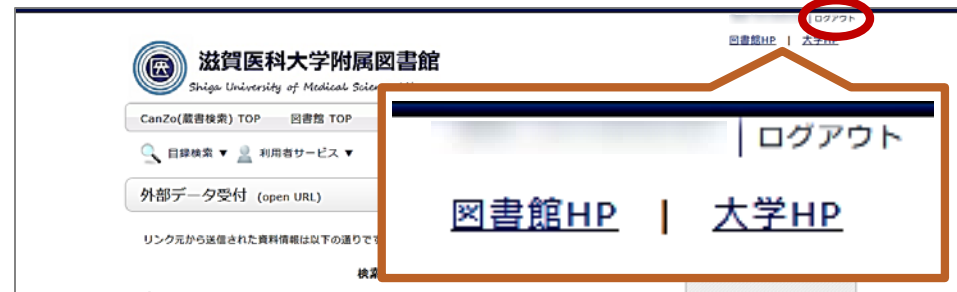 ログアウト
図書館HP | 大学HP
滋賀医科大学附属図書館
Shiga University of Medical
CanZo(蔵書検索) TOP 図書館 TOP
目録検索 ▼ 利用者サービス ▼
外部データ受付 (open URL)
リンク元から送信された資料情報は以下の通りです
検索
| ログアウト
図書館HP | 大学HP